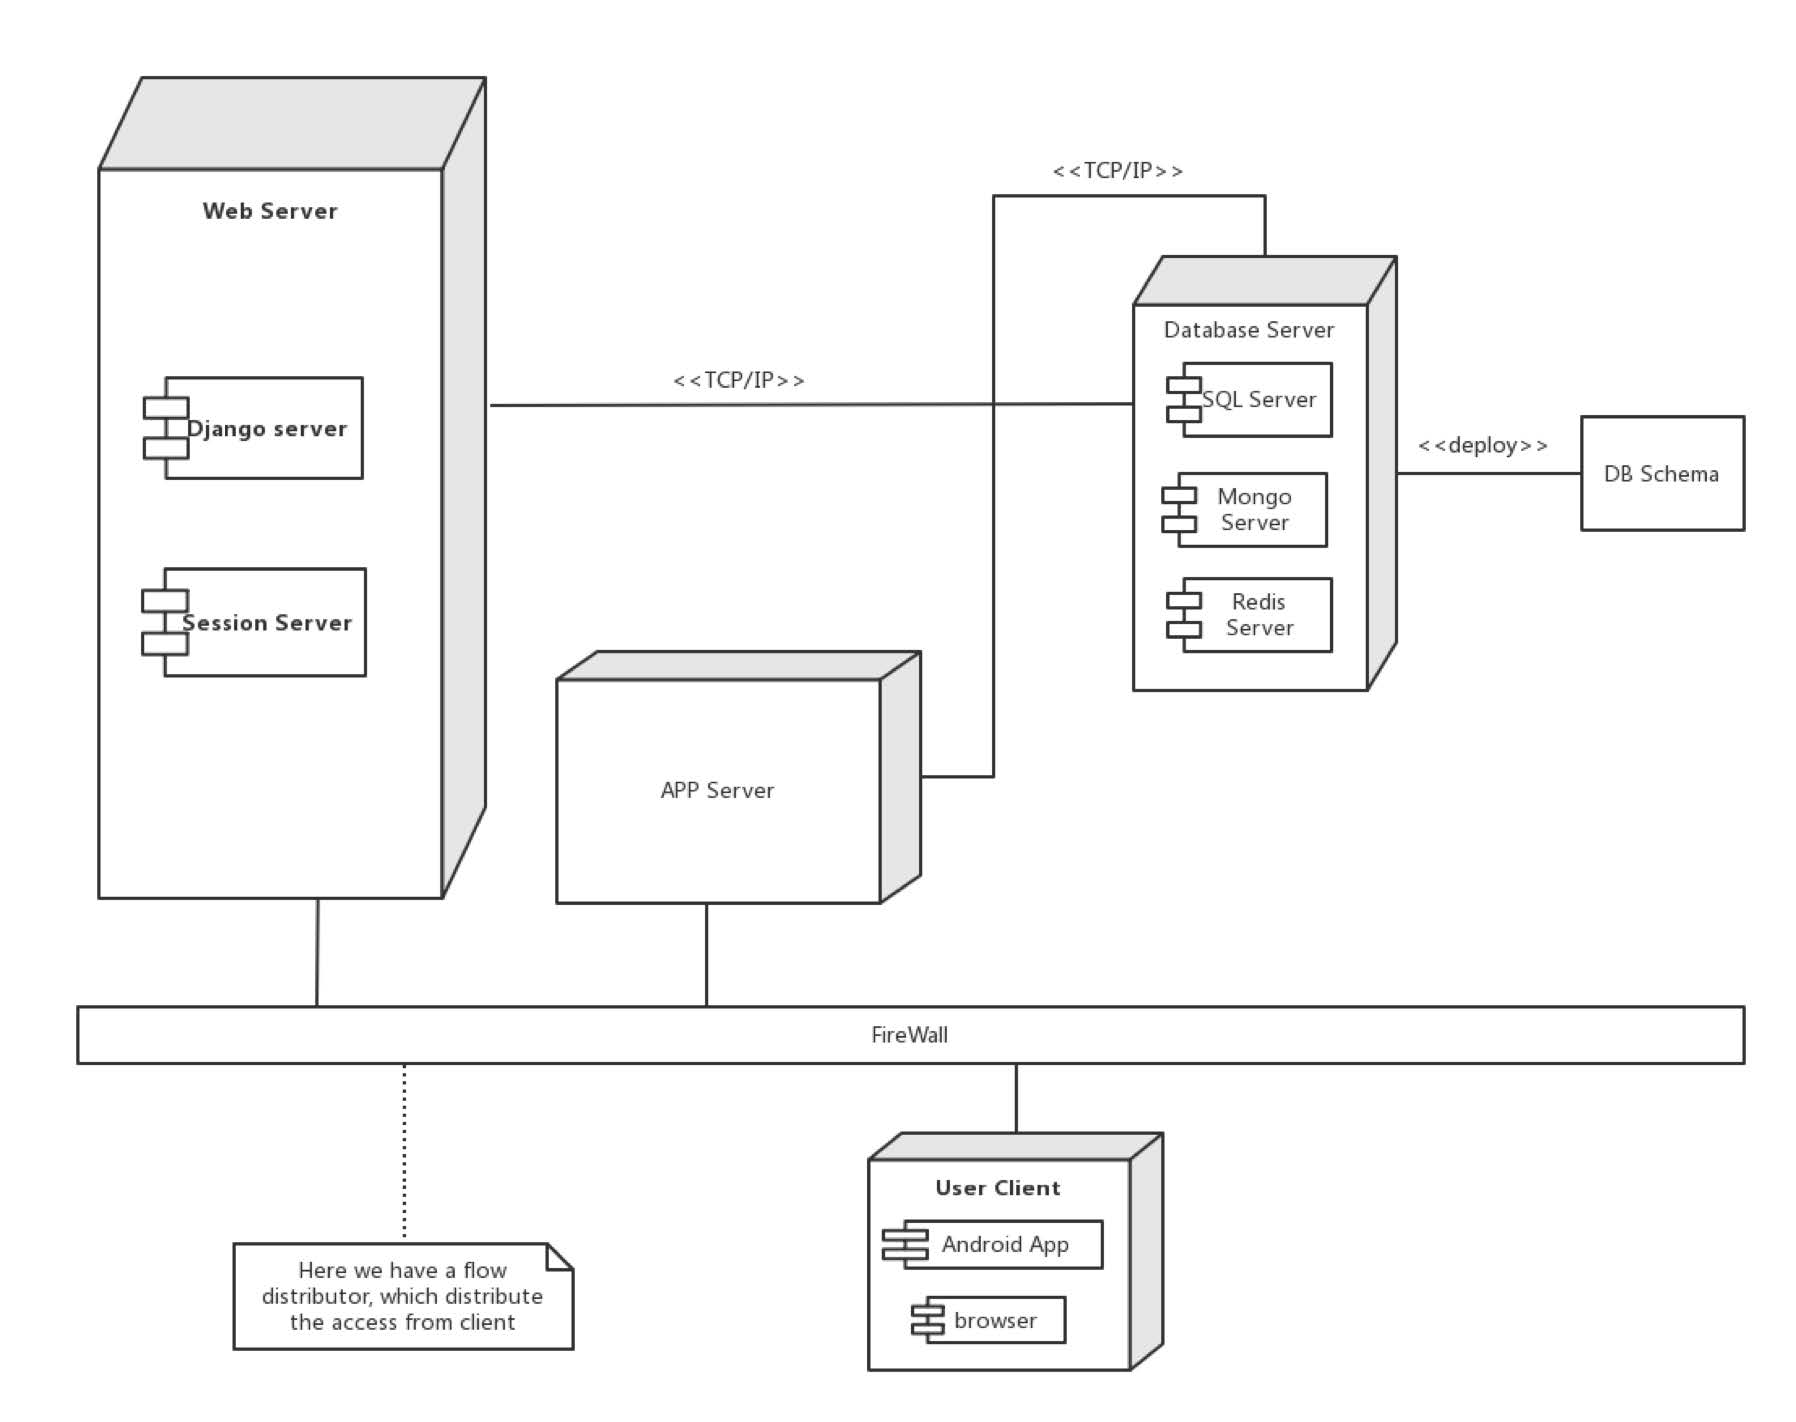 <<TCP/IP>>
Web Server
Database Server
<<TCP/IP>>
SQL Server
Django server
<<deploy>>
DB Schema
Mongo
Server
Redis
Server
Session Server
APP Server
FireWall
User Client
Android App
Here we have a flow
distributor, which distribute
the access from client
browser